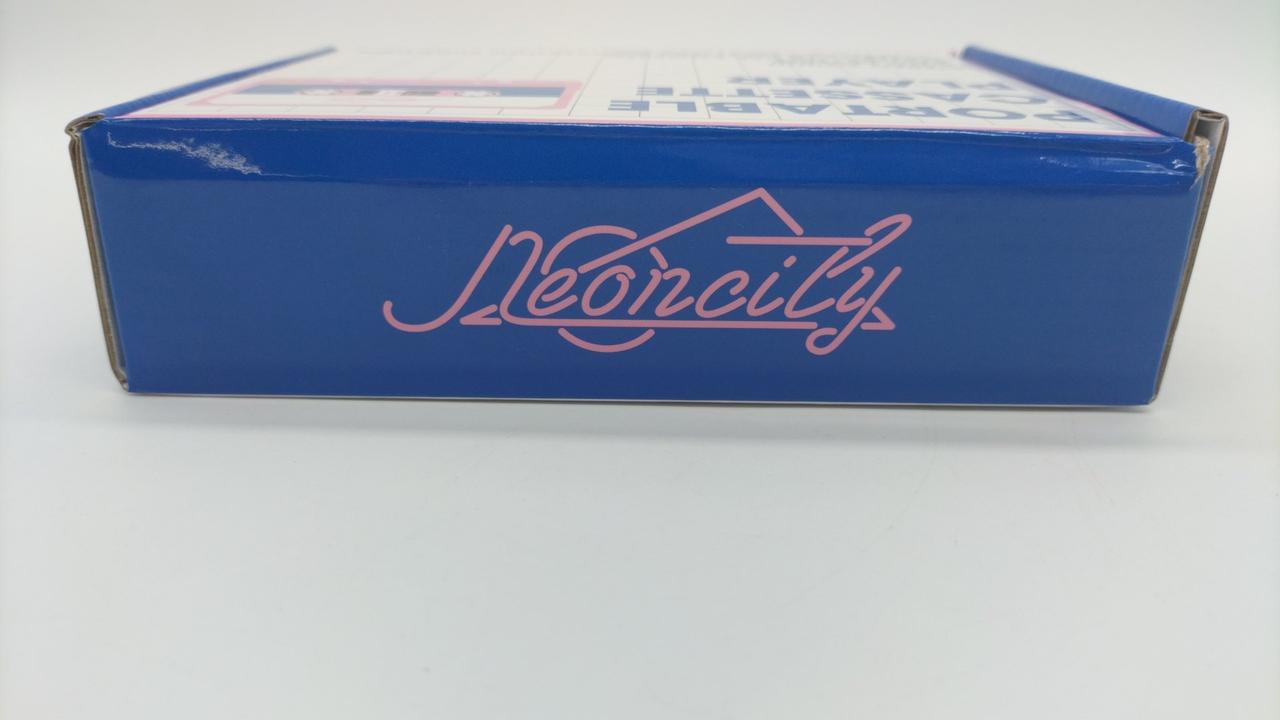 PORTABLE
CASSETTE
PLAYER
Neoncity